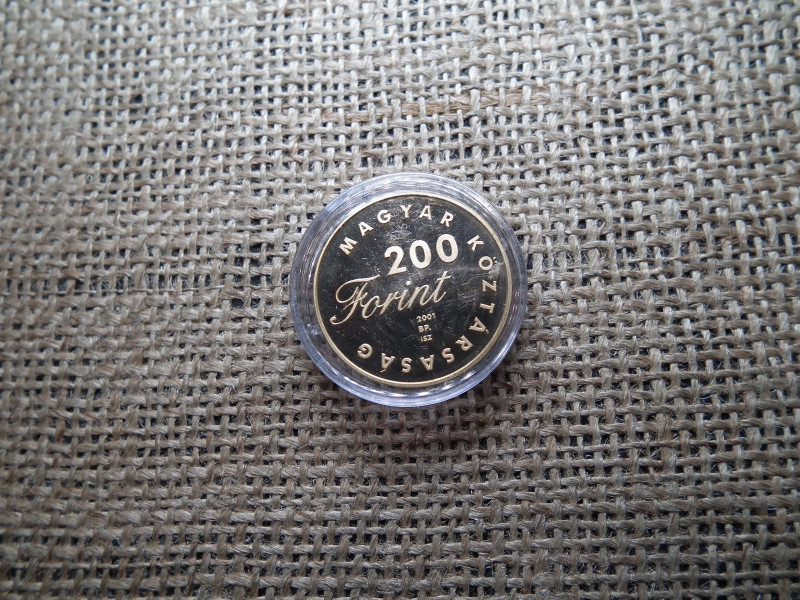 MAGYAR KÖZTÁRSASÁG
200
Forint
2001
BP.
ISZ